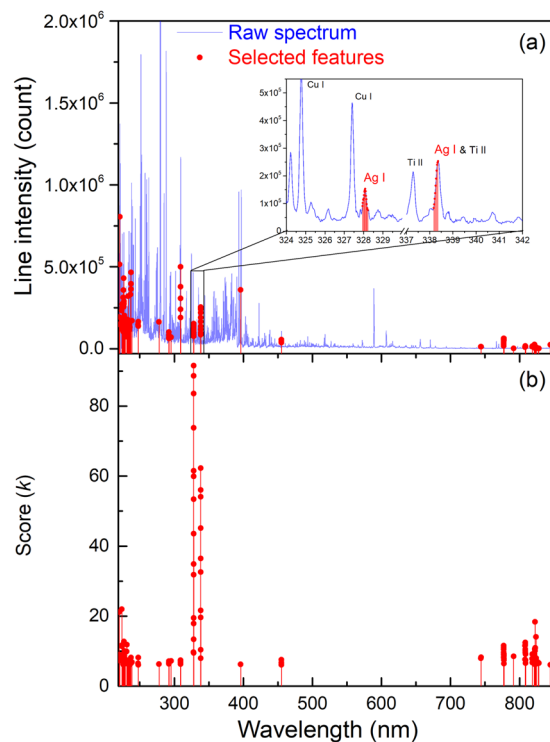 2.0x10⁶
Raw spectrum
Selected features
(a)
1.5x10⁶
1.0x10⁶
5.0x10⁵
0.0
Line intensity (count)
5x10⁵
4x10⁵
3x10⁵
2x10⁵
1x10⁵
0
Cu I
Cu I
Ag I
Ti II
Ag I & Ti II
324 325 326 327 328 329 337 338 339 340 341 342
(b)
80
60
40
20
0
Score (k)
300 400 500 600 700 800
Wavelength (nm)